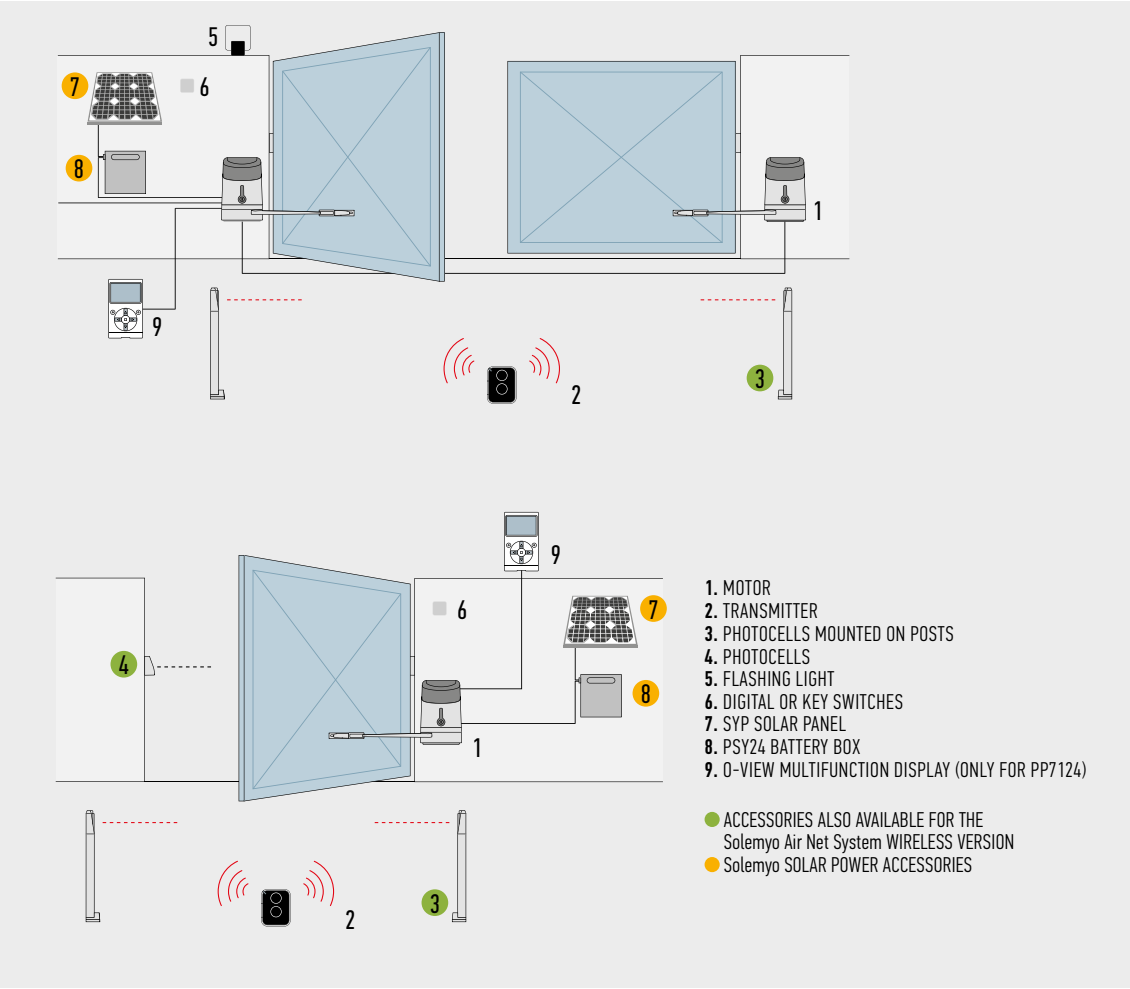 5
7
6
8
1
9
3
2
9
7
6
4
8
1
3
2
1. MOTOR
2. TRANSMITTER
3. PHOTOCELLS MOUNTED ON POSTS
4. PHOTOCELLS
5. FLASHING LIGHT
6. DIGITAL OR KEY SWITCHES
7. SYP SOLAR PANEL
8. PSY24 BATTERY BOX
9. O-VIEW MULTIFUNCTION DISPLAY (ONLY FOR PP7124)
ACCESSORIES ALSO AVAILABLE FOR THE
Solemyo Air Net System WIRELESS VERSION
Solemyo SOLAR POWER ACCESSORIES